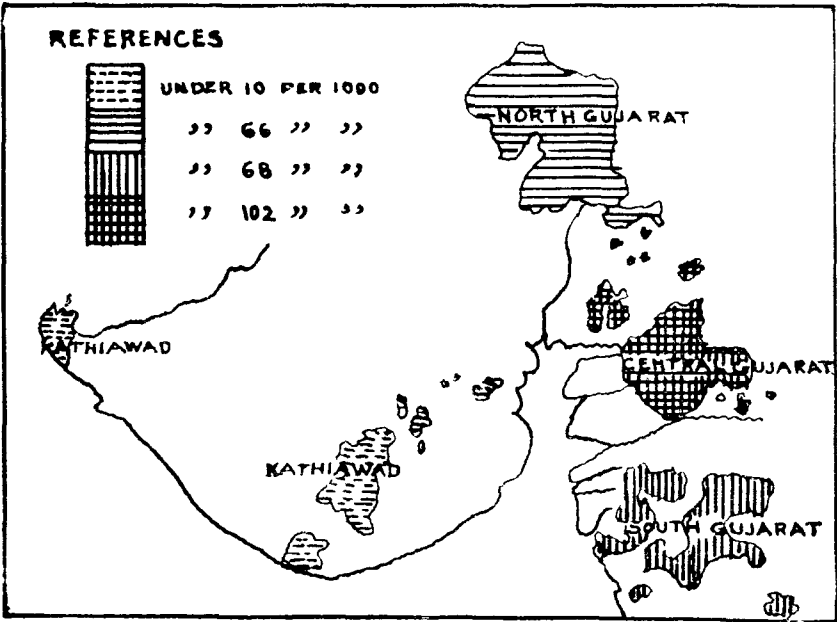 REFERENCES
UNDER 10 PER 1000
,, 66 ,, ,,
,, 68 ,, ,,
,, 102 ,, ,,
NORTH GUJARAT
KATHIAWAD
CENTRAL GUJARAT
KATHIAWAD
SOUTH GUJARAT